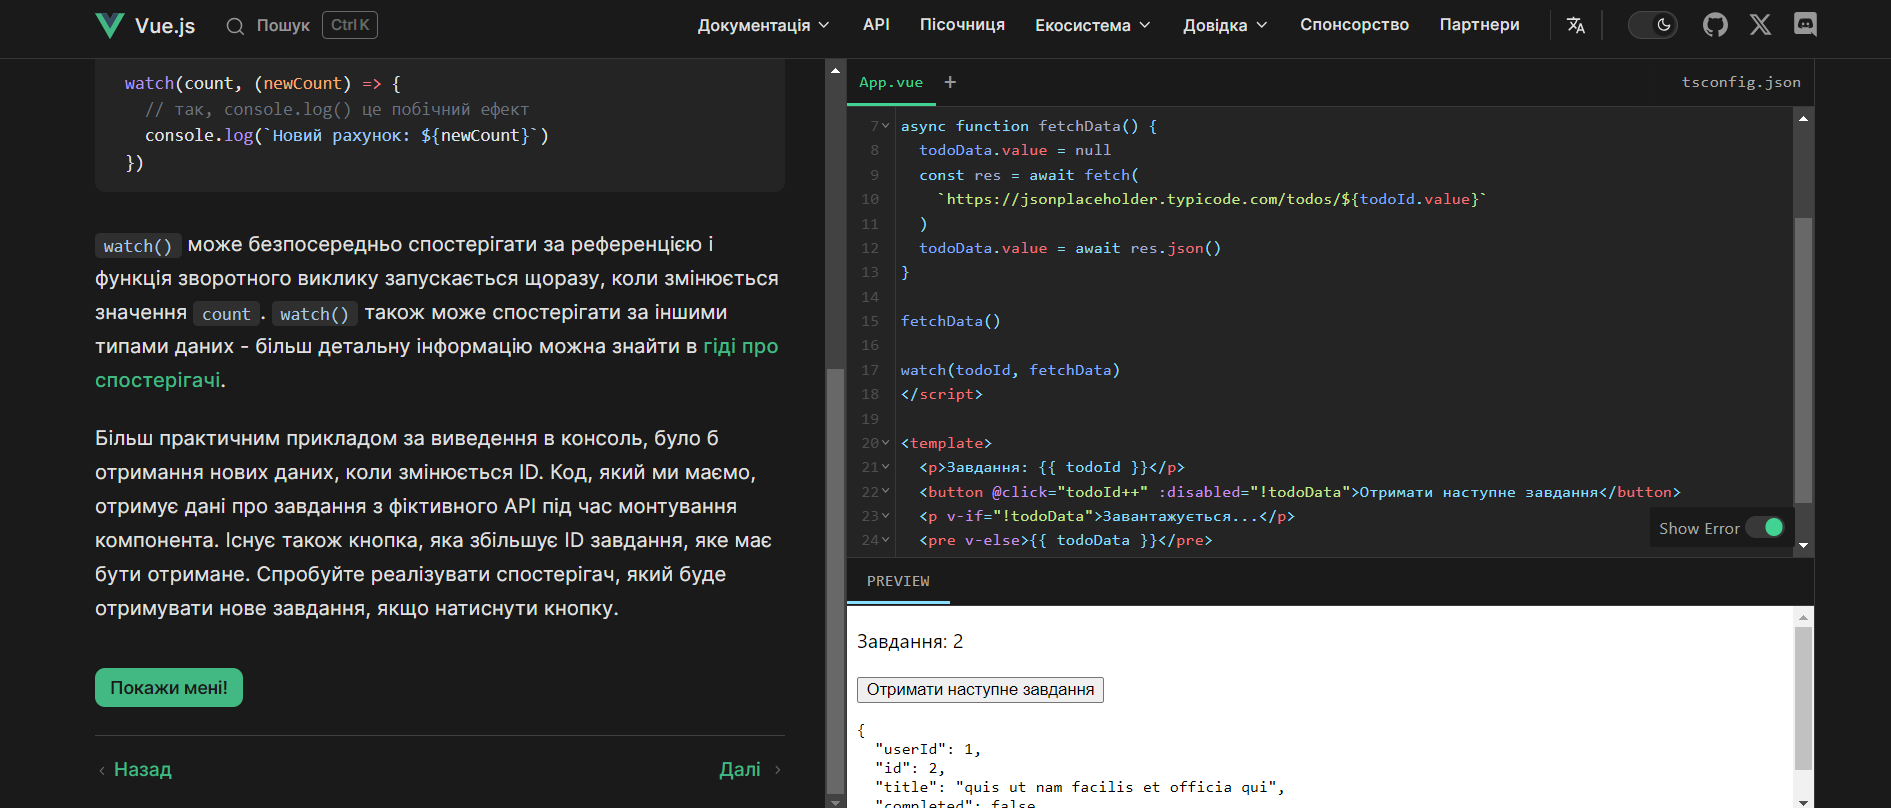 Vue.js
Пошук
Ctrl K
Документація
API
Пісочниця
Екосистема
Довідка
Спонсорство
Партнери
watch(count, (newCount) => {
// так, console.log() це побічний ефект
console.log(`Новий рахунок: ${newCount}`)
})
watch() може безпосередньо спостерігати за референцією і
функція зворотного виклику запускається щоразу, коли змінюється
значення count . watch() також може спостерігати за іншими
типами даних - більш детальну інформацію можна знайти в гіді про
спостерігачі.
Більш практичним прикладом за виведення в консоль, було б
отримання нових даних, коли змінюється ID. Код, який ми маємо,
отримує дані про завдання з фіктивного API під час монтування
компонента. Існує також кнопка, яка збільшує ID завдання, яке має
бути отримане. Спробуйте реалізувати спостерігач, який буде
отримувати нове завдання, якщо натиснути кнопку.
Покажи мені!
Назад
Далі
App.vue +
tsconfig.json
7 async function fetchData() {
8 todoData.value = null
9 const res = await fetch(
10 `https://jsonplaceholder.typicode.com/todos/${todoId.value}`
11 )
12 todoData.value = await res.json()
13 }
14
15 fetchData()
16
17 watch(todoId, fetchData)
18 </script>
19
20 <template>
21 <p>Завдання: {{ todoId }}</p>
22 <button @click="todoId++" :disabled="!todoData">Отримати наступне завдання</button>
23 <p v-if="!todoData">Завантажується...</p>
24 <pre v-else>{{ todoData }}</pre>
Show Error
PREVIEW
Завдання: 2
Отримати наступне завдання
{
"userId": 1,
"id": 2,
"title": "quis ut nam facilis et officia qui",
"completed": false